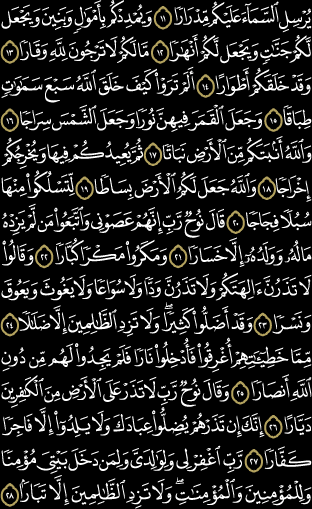 يُرْسِلِ ٱلسَّمَآءَ عَلَيْكُم مِّدْرَارًا ١١ وَيُمْدِدْكُم بِأَمْوَٰلٍ وَبَنِينَ وَيَجْعَل
لَّكُمْ جَنَّٰتٍ وَيَجْعَل لَّكُمْ أَنْهَٰرًا ١٢ مَّا لَكُمْ لَا تَرْجُونَ لِلَّهِ وَقَارًا ١٣
وَقَدْ خَلَقَكُمْ أَطْوَارًا ١٤ أَلَمْ تَرَوْا۟ كَيْفَ خَلَقَ ٱللَّهُ سَبْعَ سَمَٰوَٰتٍ
طِبَاقًا ١٥ وَجَعَلَ ٱلْقَمَرَ فِيهِنَّ نُورًا وَجَعَلَ ٱلشَّمْسَ سِرَاجًا ١٦
وَٱللَّهُ أَنۢبَتَكُم مِّنَ ٱلْأَرْضِ نَبَاتًا ١٧ ثُمَّ يُعِيدُكُمْ فِيهَا وَيُخْرِجُكُمْ
إِخْرَاجًا ١٨ وَٱللَّهُ جَعَلَ لَكُمُ ٱلْأَرْضَ بِسَاطًا ١٩ لِّتَسْلُكُوا۟ مِنْهَا
سُبُلًا فِجَاجًا ٢٠ قَالَ نُوحٌ رَّبِّ إِنَّهُمْ عَصَوْنِى وَٱتَّبَعُوا۟ مَن لَّمْ يَزِدْهُ
مَالُهُۥ وَوَلَدُهُۥٓ إِلَّا خَسَارًا ٢١ وَمَكَرُوا۟ مَكْرًا كُبَّارًا ٢٢ وَقَالُوا۟
لَا تَذَرُنَّ ءَالِهَتَكُمْ وَلَا تَذَرُنَّ وَدًّا وَلَا سُوَاعًا وَلَا يَغُوثَ وَيَعُوقَ
وَنَسْرًا ٢٣ وَقَدْ أَضَلُّوا۟ كَثِيرًا ۖ وَلَا تَزِدِ ٱلظَّٰلِمِينَ إِلَّا ضَلَٰلًا ٢٤
مِّمَّا خَطِيٓـَٰٔتِهِمْ أُغْرِقُوا۟ فَأُدْخِلُوا۟ نَارًا فَلَمْ يَجِدُوا۟ لَهُم مِّن دُونِ
ٱللَّهِ أَنصَارًا ٢٥ وَقَالَ نُوحٌ رَّبِّ لَا تَذَرْ عَلَى ٱلْأَرْضِ مِنَ ٱلْكَٰفِرِينَ
دَيَّارًا ٢٦ إِنَّكَ إِن تَذَرْهُمْ يُضِلُّوا۟ عِبَادَكَ وَلَا يَلِدُوٓا۟ إِلَّا فَاجِرًا
كَفَّارًا ٢٧ رَّبِّ ٱغْفِرْ لِى وَلِوَٰلِدَىَّ وَلِمَن دَخَلَ بَيْتِىَ مُؤْمِنًا
وَلِلْمُؤْمِنِينَ وَٱلْمُؤْمِنَٰتِ ۖ وَلَا تَزِدِ ٱلظَّٰلِمِينَ إِلَّا تَبَارًۢا ٢٨